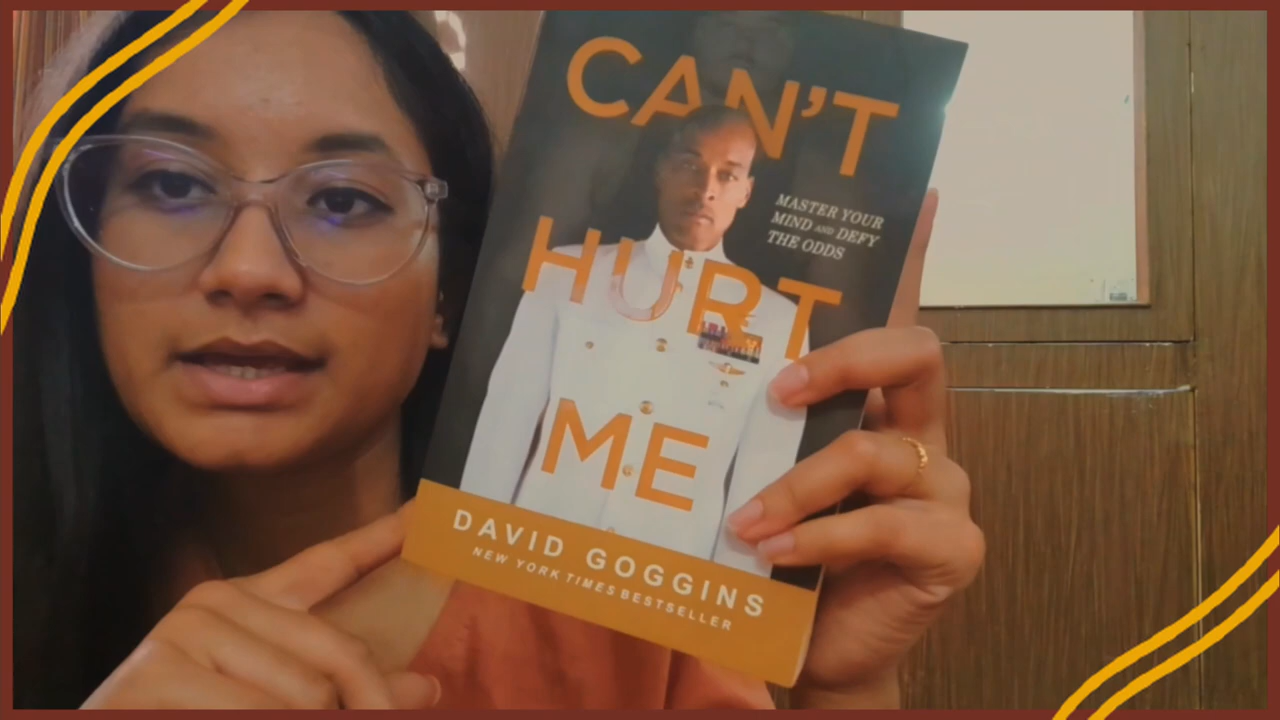 CAN'T
MASTER YOUR
MIND AND DEFY
THE ODDS
HURT
ME
DAVID GOGGINS
NEW YORK TIMES BESTSELLER